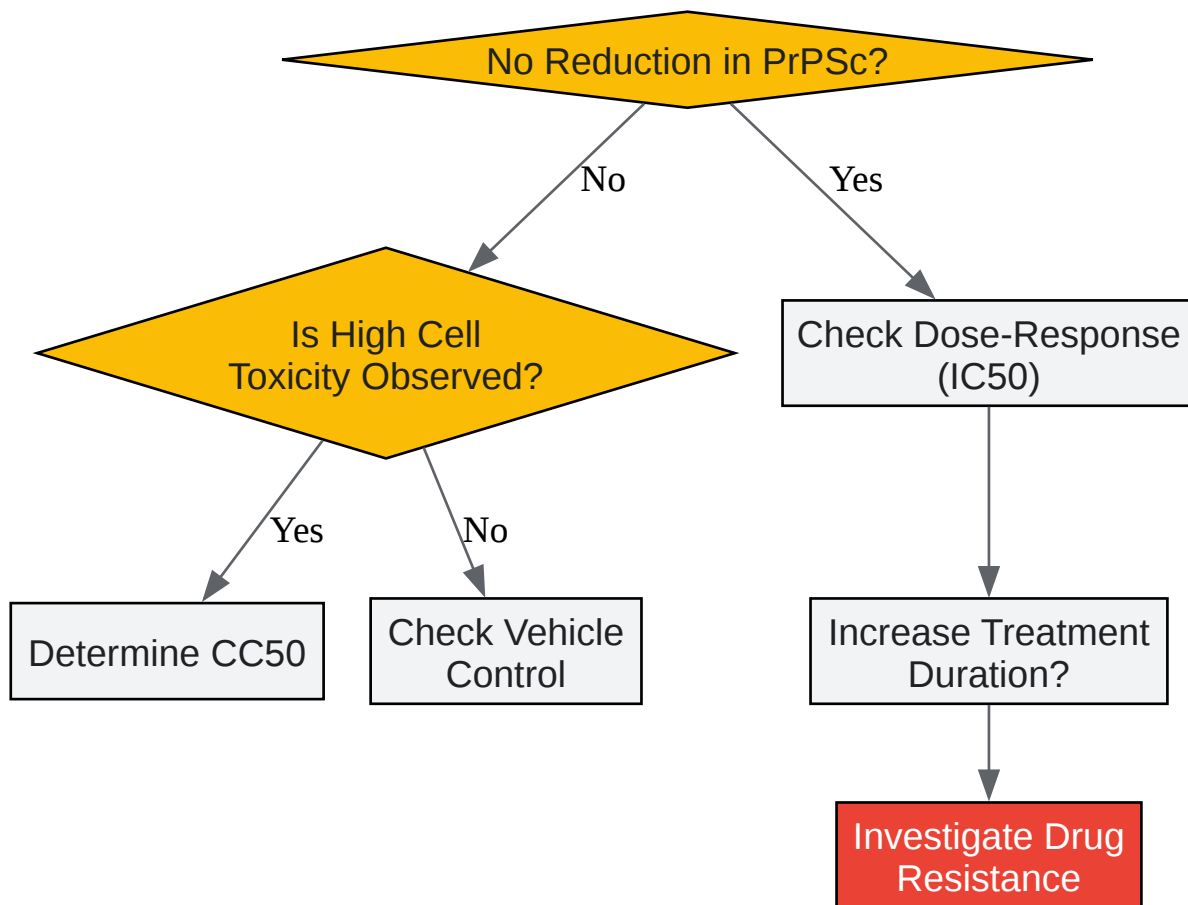 No Reduction in PrPSc?
No
Yes
Is High Cell
Toxicity Observed?
Check Dose-Response
(IC50)
Yes
No
Determine CC50
Check Vehicle
Control
Increase Treatment
Duration?
Investigate Drug
Resistance